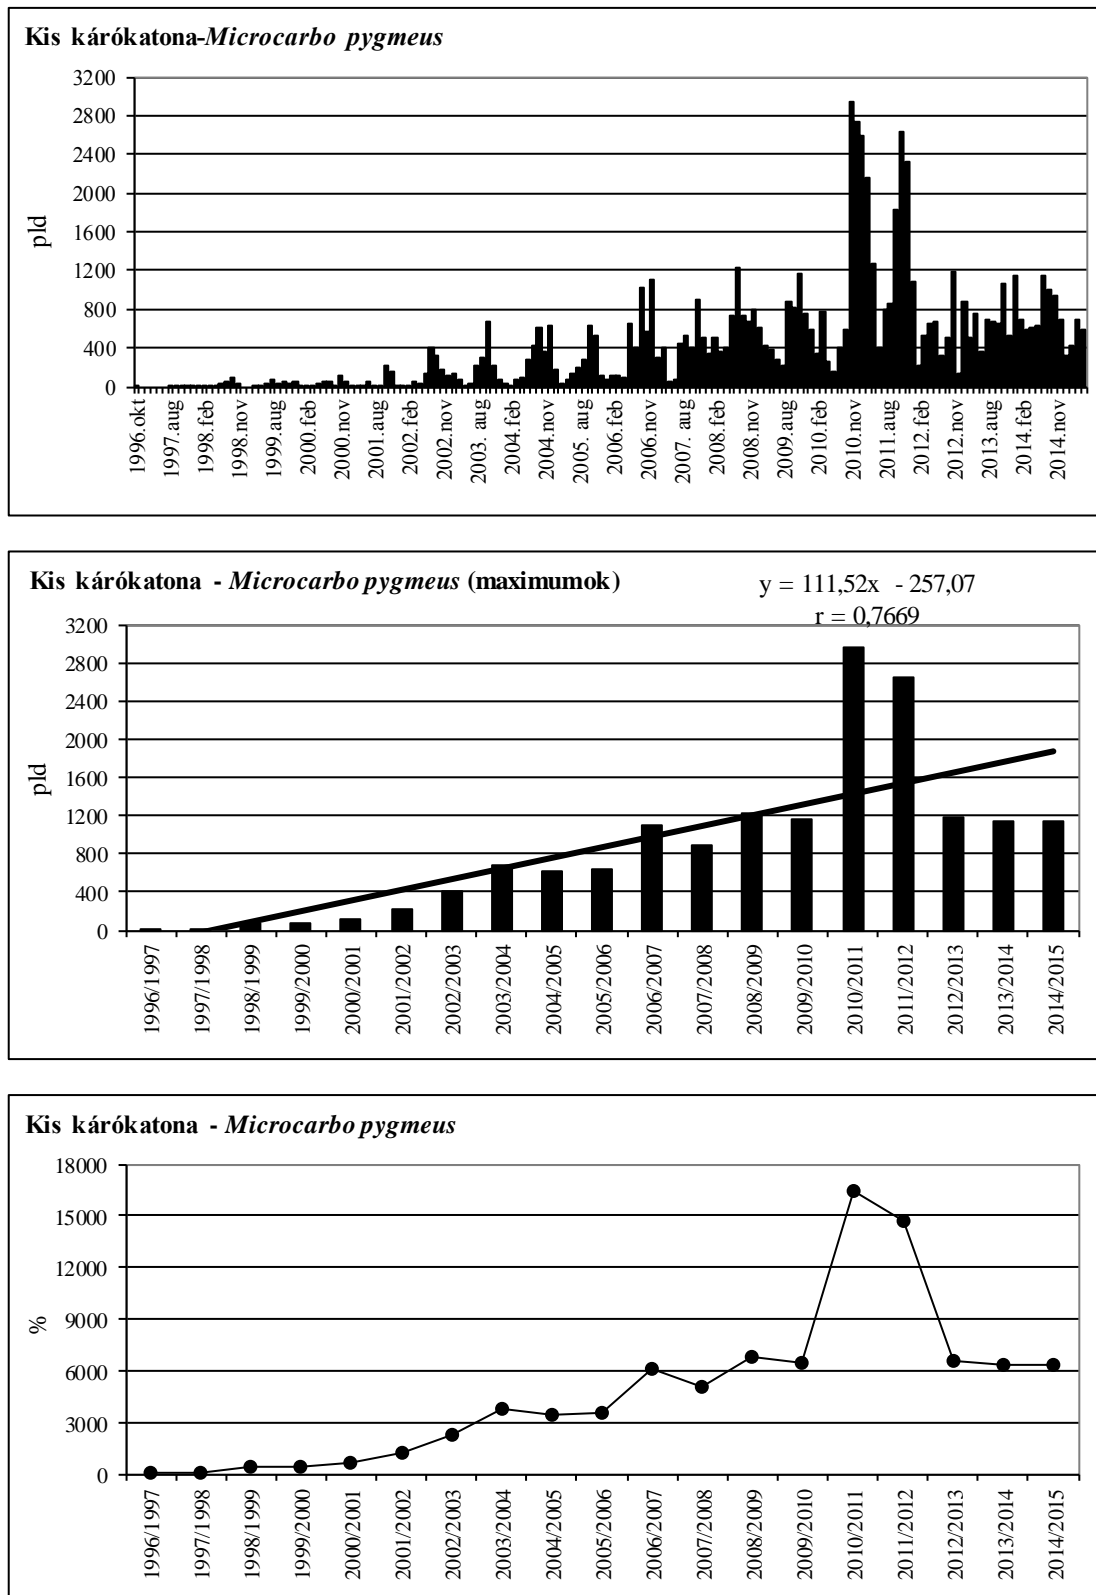 Kis kárókatona-Microcarbo pygmeus
3200
2800
2400
2000
1600
1200
800
400
0
pld
1996.okt
1997.aug
1998.feb
1998.nov
1999.aug
2000.feb
2000.nov
2001.aug
2002.feb
2002.nov
2003. aug
2004.feb
2004.nov
2005. aug
2006.feb
2006.nov
2007. aug
2008.feb
2008.nov
2009.aug
2010.feb
2010.nov
2011.aug
2012.feb
2012.nov
2013.aug
2014.feb
2014.nov
Kis kárókatona - Microcarbo pygmeus (maximumok)
y = 111,52x - 257,07
r = 0,7669
3200
2800
2400
2000
1600
1200
800
400
0
pld
1996/1997
1997/1998
1998/1999
1999/2000
2000/2001
2001/2002
2002/2003
2003/2004
2004/2005
2005/2006
2006/2007
2007/2008
2008/2009
2009/2010
2010/2011
2011/2012
2012/2013
2013/2014
2014/2015
Kis kárókatona - Microcarbo pygmeus
18000
15000
12000
9000
6000
3000
0
%
1996/1997
1997/1998
1998/1999
1999/2000
2000/2001
2001/2002
2002/2003
2003/2004
2004/2005
2005/2006
2006/2007
2007/2008
2008/2009
2009/2010
2010/2011
2011/2012
2012/2013
2013/2014
2014/2015